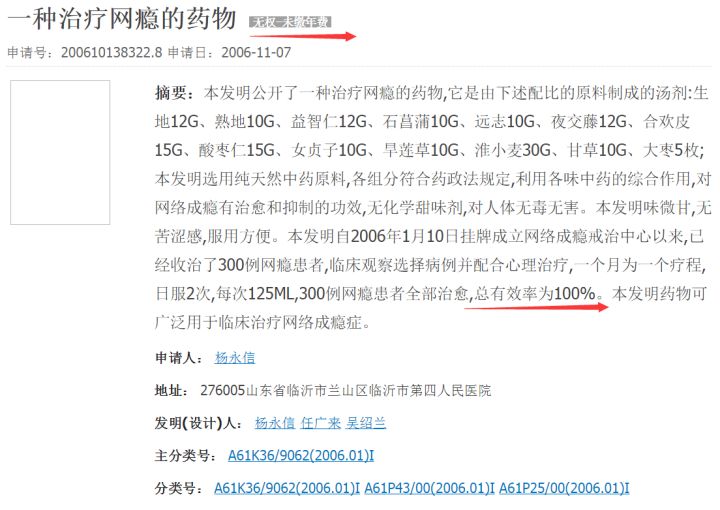 一种治疗网瘾的药物 无权-未缴年费
申请号：200610138322.8 申请日：2006-11-07
摘要：本发明公开了一种治疗网瘾的药物,它是由下述配比的原料制成的汤剂:生
地12G、熟地10G、益智仁12G、石菖蒲10G、远志10G、夜交藤12G、合欢皮
15G、酸枣仁15G、女贞子10G、旱莲草10G、淮小麦30G、甘草10G、大枣5枚;
本发明选用纯天然中药原料,各组分符合药政法规定,利用各味中药的综合作用,对
网络成瘾有治愈和抑制的功效,无化学甜味剂,对人体无毒无害。本发明味微甘,无
苦涩感,服用方便。本发明自2006年1月10日挂牌成立网络成瘾戒治中心以来,已
经收治了300例网瘾患者,临床观察选择病例并配合心理治疗,一个月为一个疗程,
日服2次,每次125ML,300例网瘾患者全部治愈,总有效率为100%。本发明药物可
广泛用于临床治疗网络成瘾症。
申请人： 杨永信
地址： 276005山东省临沂市兰山区临沂市第四人民医院
发明(设计)人： 杨永信 任广来 吴绍兰
主分类号： A61K36/9062(2006.01)I
分类号： A61K36/9062(2006.01)I A61P43/00(2006.01)I A61P25/00(2006.01)I